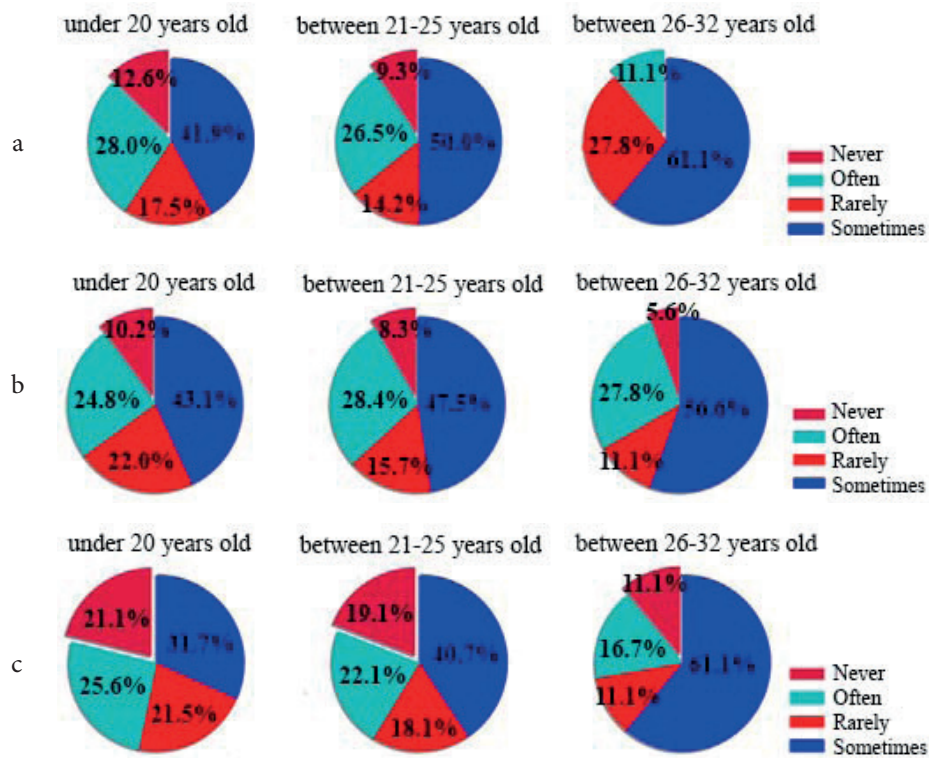 under 20 years old
between 21-25 years old
between 26-32 years old
a
12.6%
41.9%
28.0%
17.5%
9.3%
26.5%
50.0%
14.2%
11.1%
27.8%
61.1%
Never
Often
Rarely
Sometimes
under 20 years old
between 21-25 years old
between 26-32 years old
b
10.2%
24.8%
43.1%
22.0%
8.3%
28.4%
47.5%
15.7%
5.6%
27.8%
11.1%
Never
Often
Rarely
Sometimes
under 20 years old
between 21-25 years old
between 26-32 years old
c
21.1%
31.7%
25.6%
21.5%
19.1%
40.7%
22.1%
18.1%
11.1%
16.7%
61.1%
11.1%
Never
Often
Rarely
Sometimes